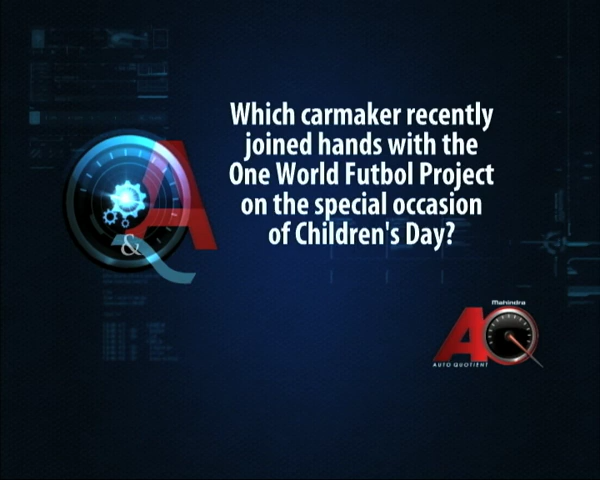 Which carmaker recently
joined hands with the
One World Futbol Project
on the special occasion
of Children's Day?
A
&
Q
Mahindra
AQ
AUTO QUOTIENT